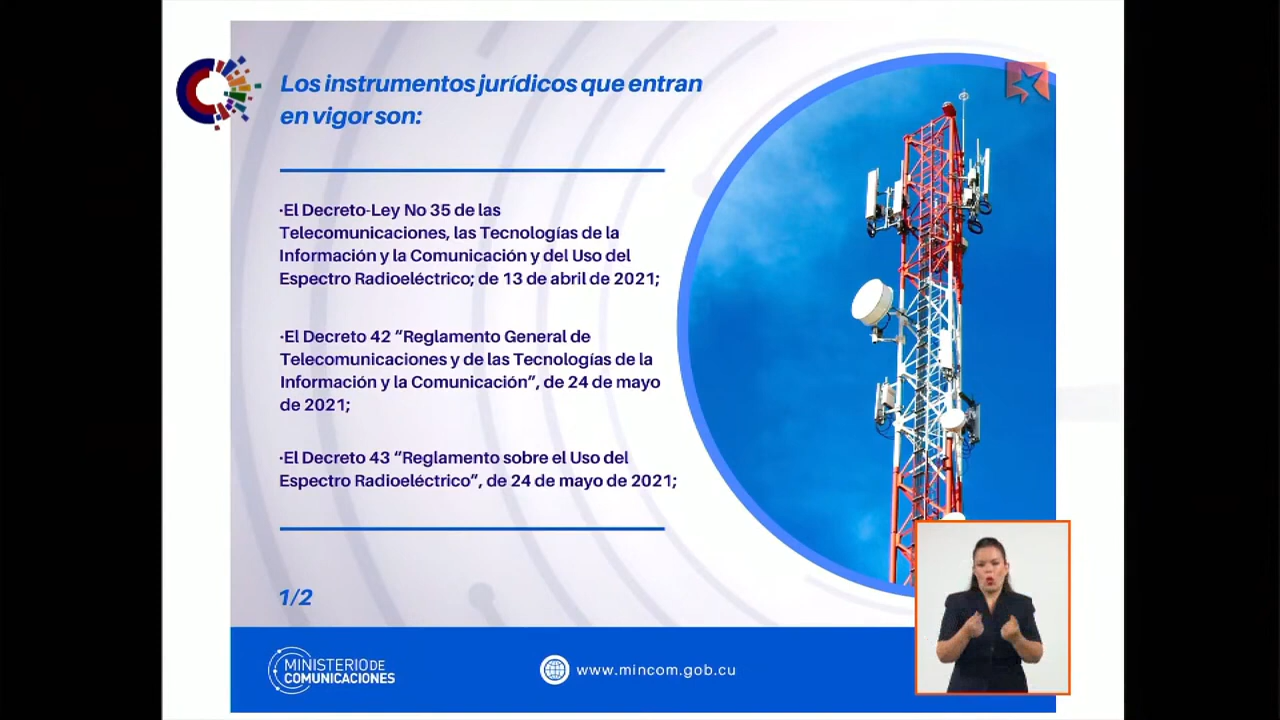 Los instrumentos jurídicos que entran
en vigor son:
·El Decreto-Ley No 35 de las
Telecomunicaciones, las Tecnologías de la
Información y la Comunicación y del Uso del
Espectro Radioeléctrico; de 13 de abril de 2021;
·El Decreto 42 “Reglamento General de
Telecomunicaciones y de las Tecnologías de la
Información y la Comunicación”, de 24 de mayo
de 2021;
·El Decreto 43 “Reglamento sobre el Uso del
Espectro Radioeléctrico”, de 24 de mayo de 2021;
1/2
MINISTERIO DE
COMUNICACIONES
www.mincom.gob.cu